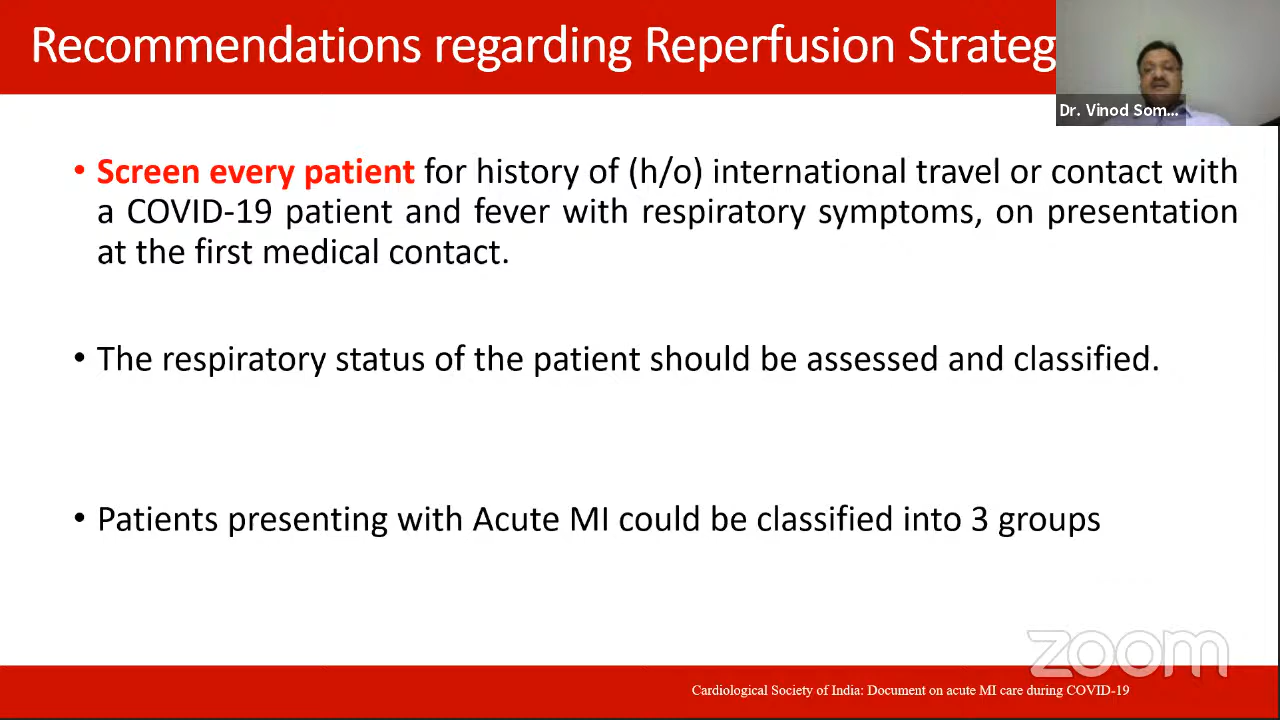 Recommendations regarding Reperfusion Strateg
Dr. Vinod Som...
• Screen every patient for history of (h/o) international travel or contact with
a COVID-19 patient and fever with respiratory symptoms, on presentation
at the first medical contact.
• The respiratory status of the patient should be assessed and classified.
• Patients presenting with Acute MI could be classified into 3 groups
zoom
Cardiological Society of India: Document on acute MI care during COVID-19